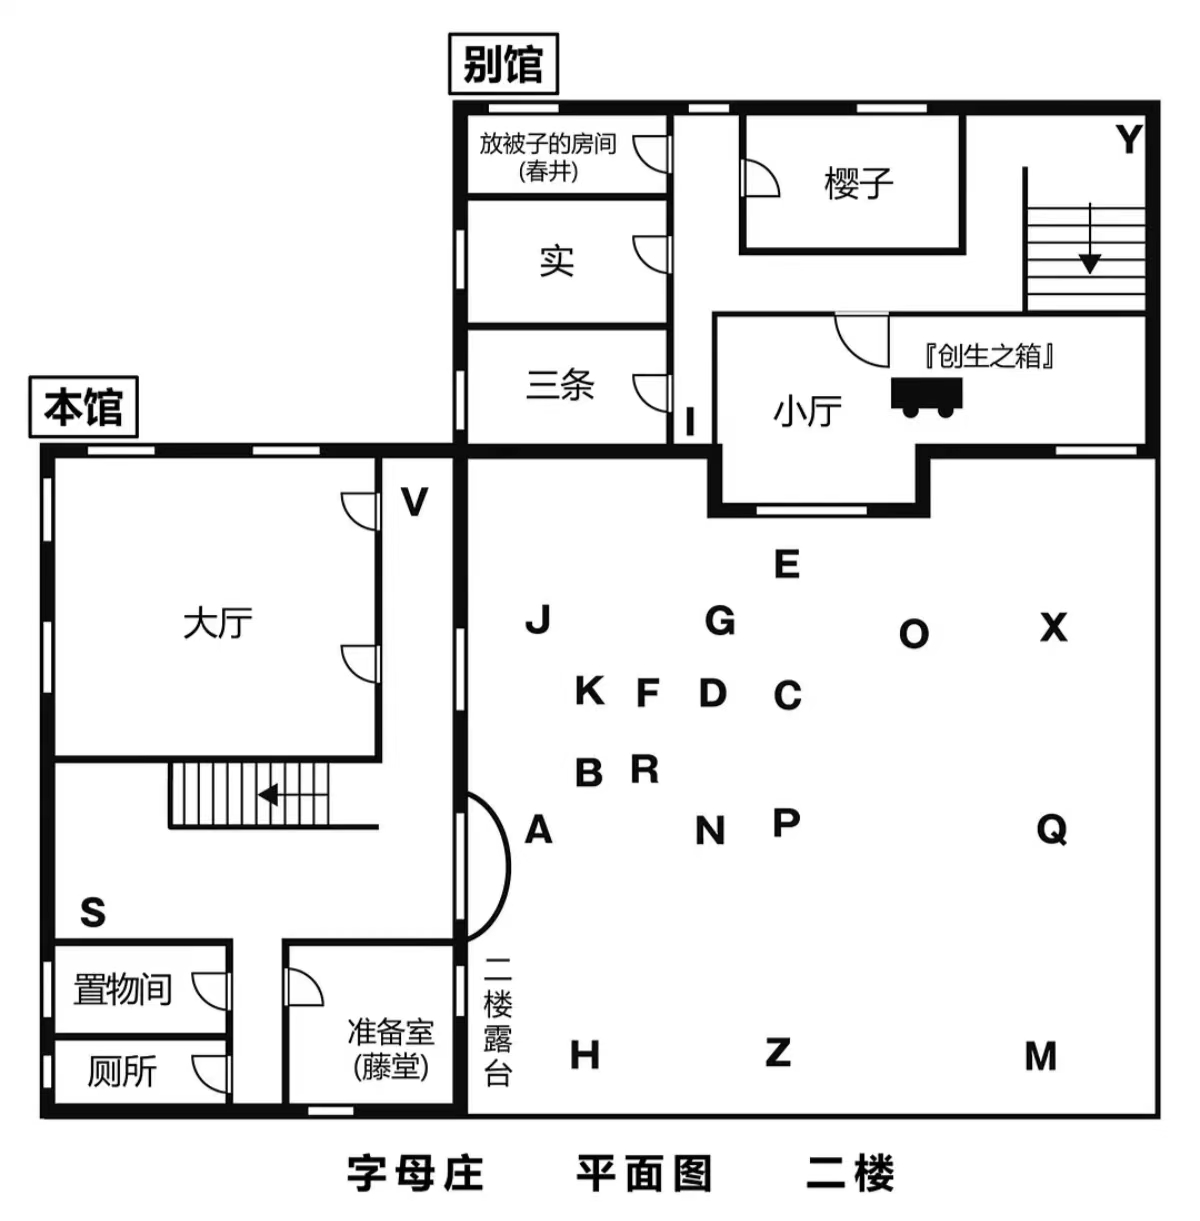 别馆
放被子的房间
(春井)
樱子
Y
实
『创生之箱』
三条
小厅
I
本馆
V
大厅
E
J
G
O
X
K F D C
B R
A
N
P
Q
S
置物间
二楼露台
准备室
(藤堂)
厕所
H
Z
M
字母庄 平面图 二楼